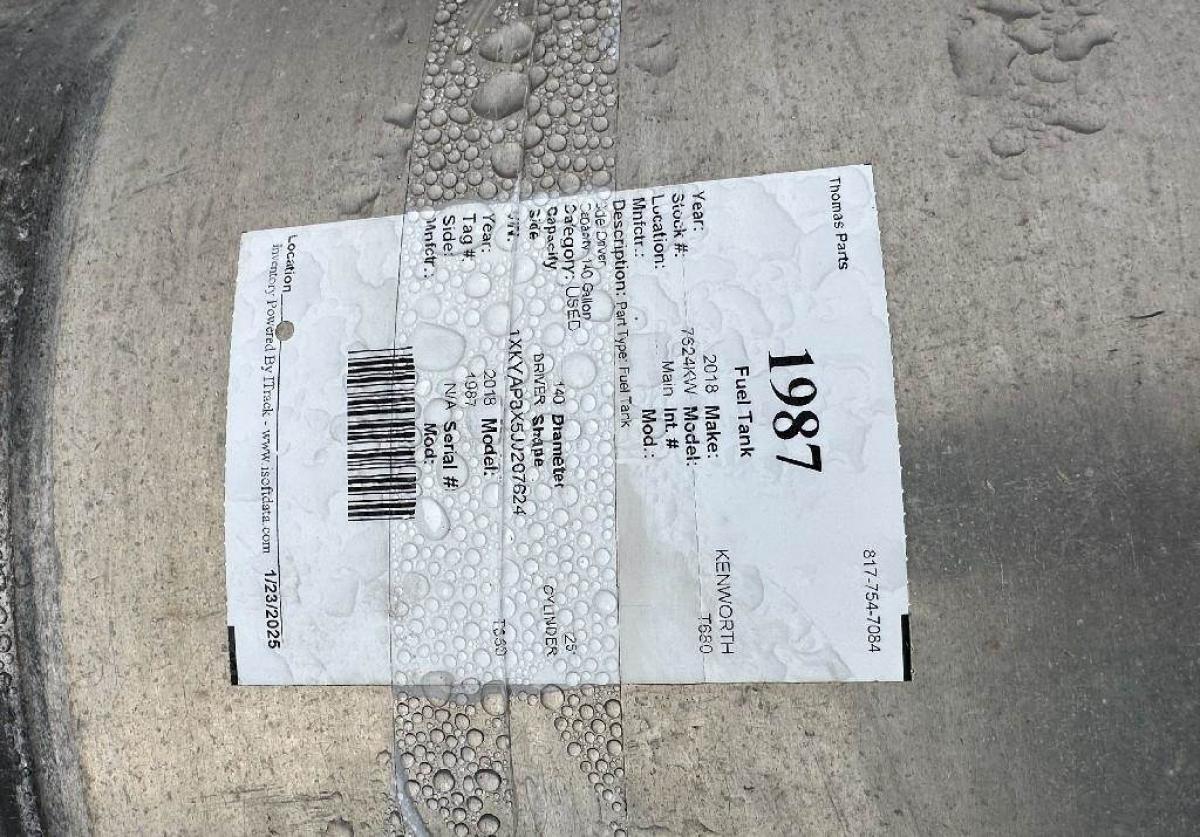 Thomas Parts 817-754-7084
1987
Fuel Tank
Year: 2018 Make: KENWORTH
Stock #: 7624KW Model: T680
Location: Main Int. #
Mnfctr.: Mod.:
Description: Part Type: Fuel Tank
Side: Driver
Capacity: 140 Gallon
Category: USED
Capacity 140 Diameter 25"
Side DRIVER Shape CYLINDER
VIN: 1XKYAP8X5JJ207624
Year: 2018 Model: T680
Tag #: 1987
Side: N/A Serial #
Mnfctr.: Mod:
Location
Inventory Powered By ITrack - www.isoftdata.com 1/23/2025